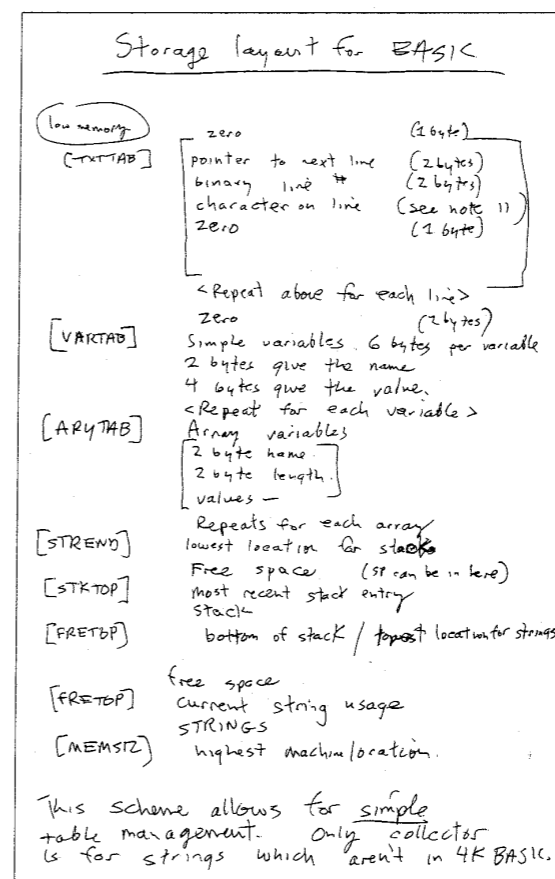 Storage layout for BASIC
low memory
zero (1 byte)
[TXTTAB]
pointer to next line (2 bytes)
binary line # (2 bytes)
character on line (see note 11)
zero (1 byte)
<Repeat above for each line>
zero (2 bytes)
[VARTAB] Simple variables. 6 bytes per variable
2 bytes give the name
4 bytes give the value.
<Repeat for each variable>
[ARYTAB] Array variables
2 byte name.
2 byte length.
values —
Repeats for each array
[STREND] lowest location for stack
Free space (SP can be in here)
[STKTOP] most recent stack entry
stack
[FRETOP] bottom of stack / location for strings
free space
[FRETOP] current string usage
STRINGS
[MEMSIZ] highest machine location.
This scheme allows for simple
table management. Only collector
is for strings which aren't in 4K BASIC.